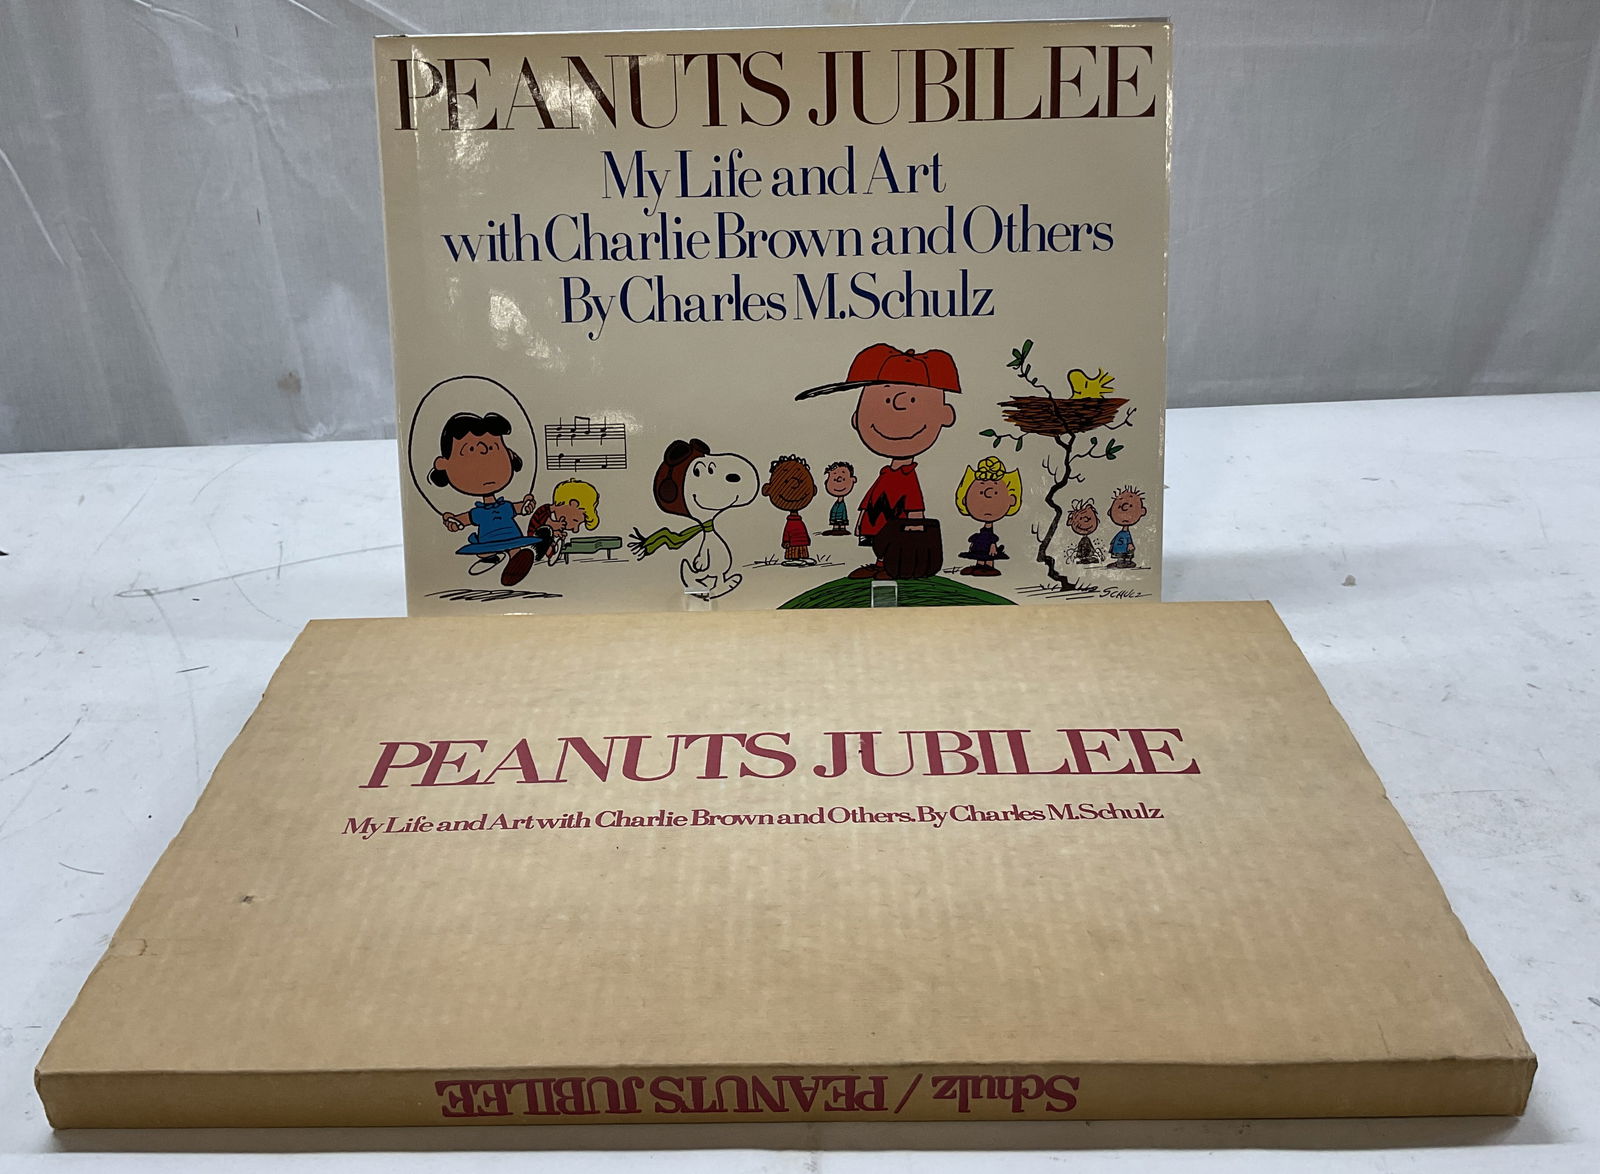 PEANUTS JUBILEE
My Life and Art
with Charlie Brown and Others
By Charles M. Schulz
S
SCHULZ
PEANUTS JUBILEE
My Life and Art with Charlie Brown and Others. By Charles M. Schulz
Schulz / PEANUTS JUBILEE